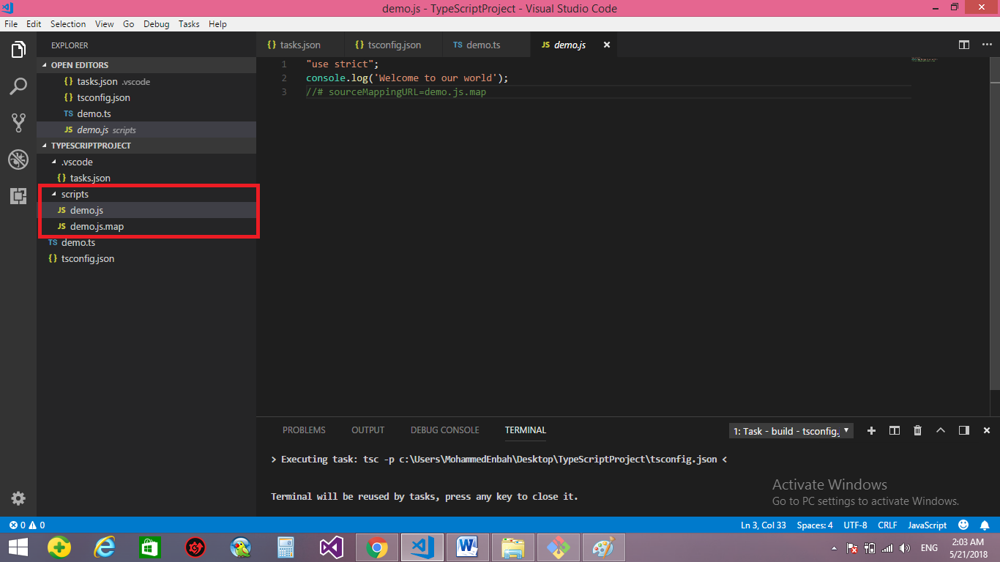 demo.js - TypeScriptProject - Visual Studio Code
File Edit Selection View Go Debug Tasks Help
EXPLORER
OPEN EDITORS
{} tasks.json .vscode
{} tsconfig.json
TS demo.ts
JS demo.js scripts
TYPESCRIPTPROJECT
.vscode
{} tasks.json
scripts
JS demo.js
JS demo.js.map
TS demo.ts
{} tsconfig.json
{} tasks.json {} tsconfig.json TS demo.ts JS demo.js
1 "use strict";
2 console.log('Welcome to our world');
3 //# sourceMappingURL=demo.js.map
PROBLEMS OUTPUT DEBUG CONSOLE TERMINAL 1: Task - build - tsconfig.
> Executing task: tsc -p c:\Users\MohammedEnbah\Desktop\TypeScriptProject\tsconfig.json <
Terminal will be reused by tasks, press any key to close it.
Activate Windows
Go to PC settings to activate Windows.
0 0 Ln 3, Col 33 Spaces: 4 UTF-8 CRLF JavaScript
ENG 2:03 AM
5/21/2018